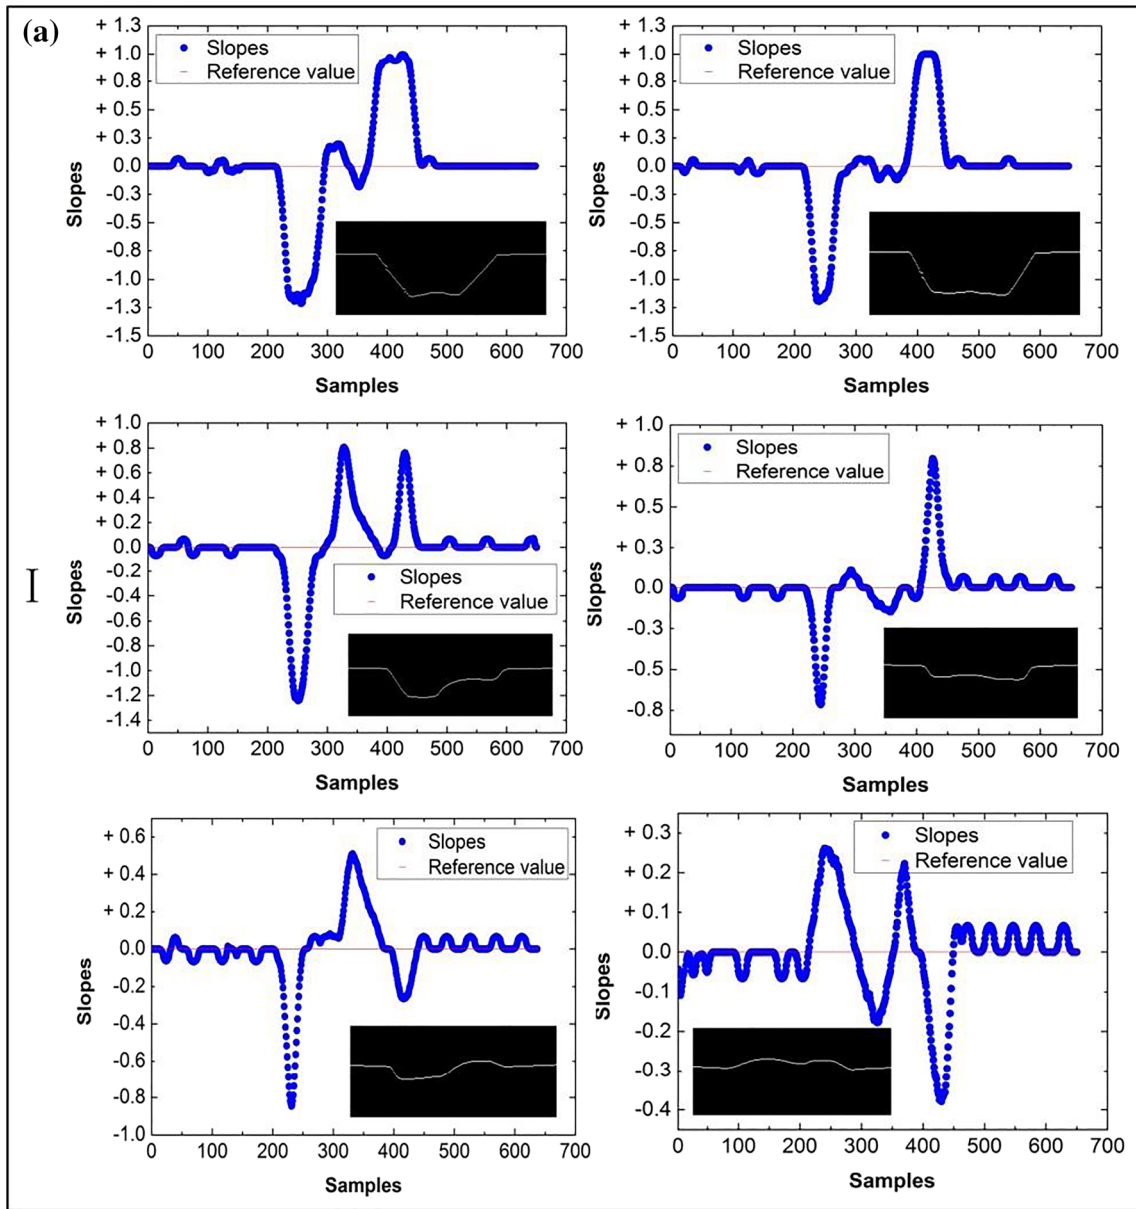 (a)
+ 1.3
+ 1.0
+ 0.8
+ 0.5
+ 0.3
0.0
-0.3
-0.5
-0.8
-1.0
-1.3
-1.5
Slopes
Slopes
Reference value
0 100 200 300 400 500 600 700
Samples
+ 1.3
+ 1.0
+ 0.8
+ 0.5
+ 0.3
0.0
-0.3
-0.5
-0.8
-1.0
-1.3
-1.5
Slopes
Slopes
Reference value
0 100 200 300 400 500 600 700
Samples
I
+ 1.0
+ 0.8
+ 0.6
+ 0.4
+ 0.2
0.0
-0.2
-0.4
-0.6
-0.8
-1.0
-1.2
-1.4
Slopes
Slopes
Reference value
0 100 200 300 400 500 600 700
Samples
+ 1.0
+ 0.8
+ 0.5
+ 0.3
0.0
-0.3
-0.5
-0.8
Slopes
Slopes
Reference value
0 100 200 300 400 500 600 700
Samples
+ 0.6
+ 0.4
+ 0.2
0.0
-0.2
-0.4
-0.6
-0.8
-1.0
Slopes
Slopes
Reference value
0 100 200 300 400 500 600 700
Samples
+ 0.3
+ 0.2
+ 0.1
0.0
-0.1
-0.2
-0.3
-0.4
Slopes
Slopes
Reference value
0 100 200 300 400 500 600 700
Samples